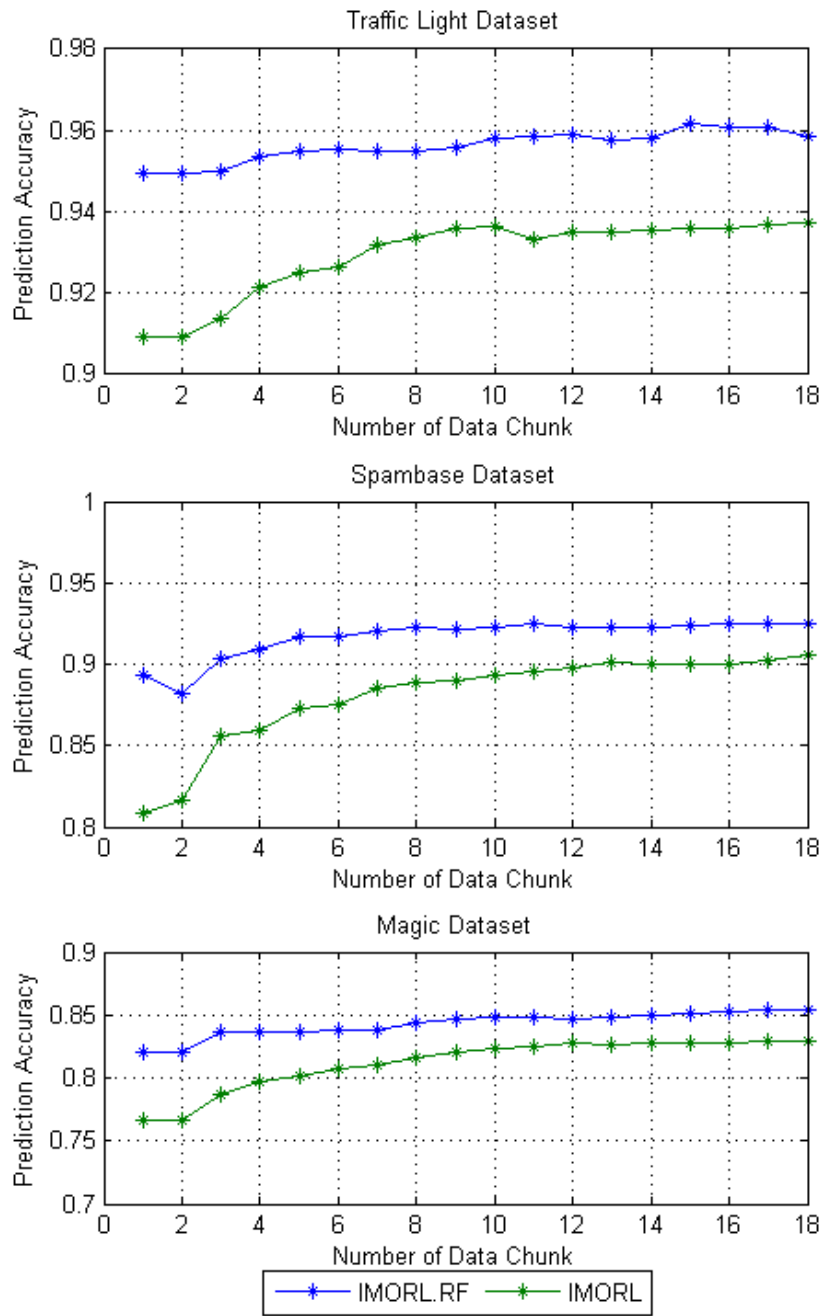 Traffic Light Dataset
0.98
0.96
0.94
0.92
0.9
Prediction Accuracy
0 2 4 6 8 10 12 14 16 18
Number of Data Chunk
Spambase Dataset
1
0.95
0.9
0.85
0.8
Prediction Accuracy
0 2 4 6 8 10 12 14 16 18
Number of Data Chunk
Magic Dataset
0.9
0.85
0.8
0.75
0.7
Prediction Accuracy
0 2 4 6 8 10 12 14 16 18
Number of Data Chunk
IMORL.RF IMORL